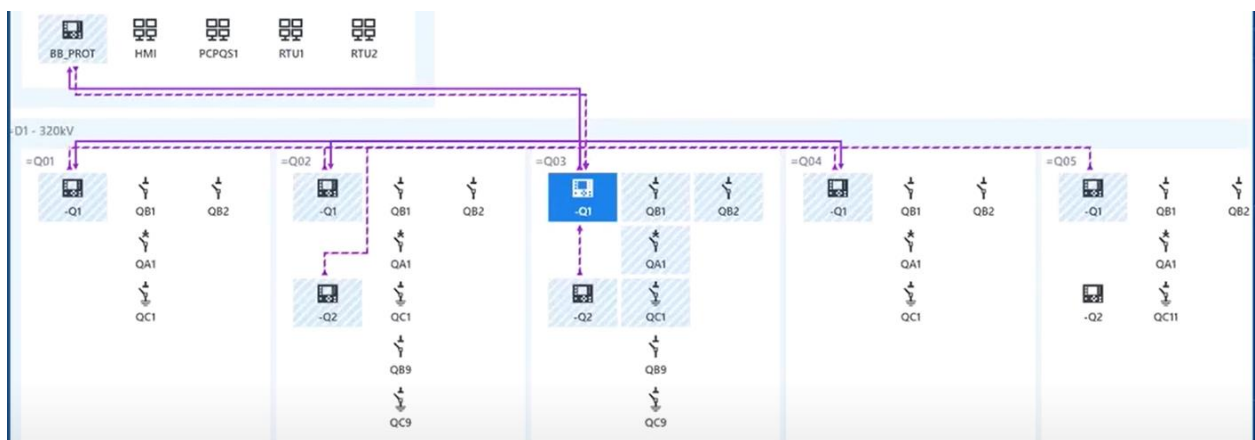 BB_PROT HMI PCPQS1 RTU1 RTU2
=D1 - 320kV
=Q01 =Q02 =Q03 =Q04 =Q05
-Q1 QB1 QB2 -Q1 QB1 QB2 -Q1 QB1 QB2 -Q1 QB1 QB2 -Q1 QB1 QB2
QA1 QA1 QA1 QA1 QA1
QC1 -Q2 QC1 -Q2 QC1 QC1 -Q2 QC11
QB9 QB9
QC9 QC9